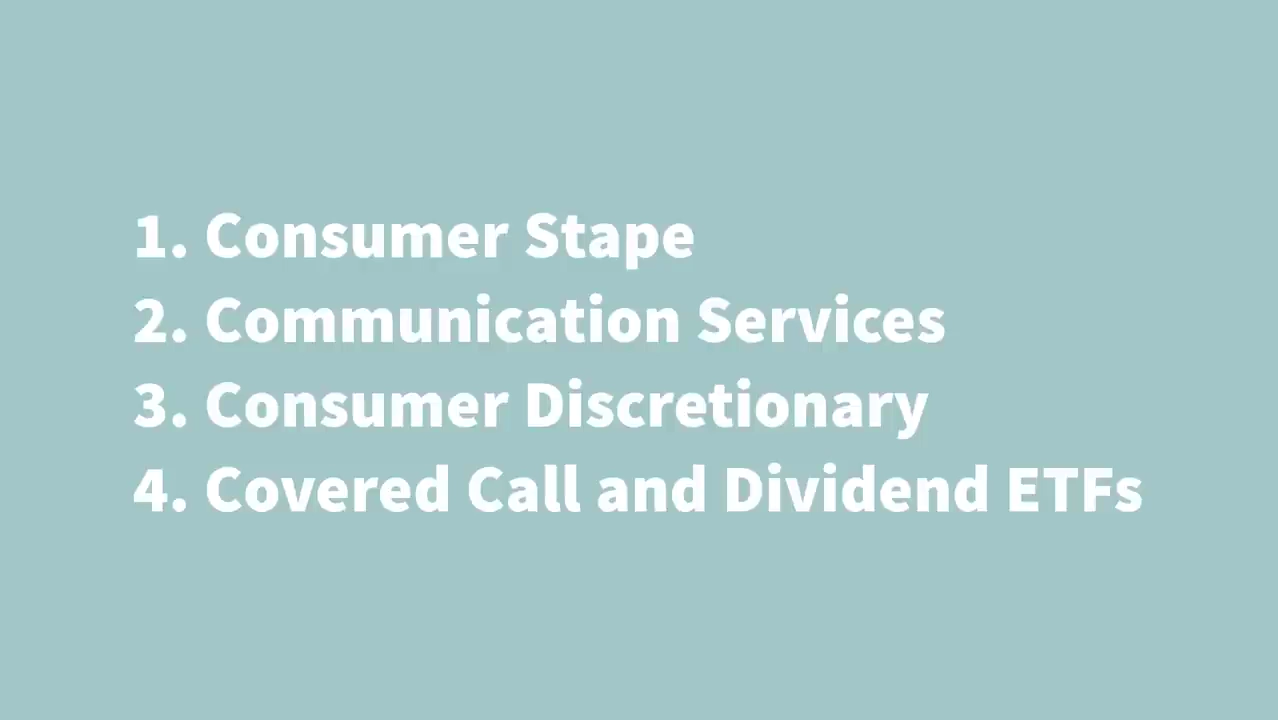 1. Consumer Stape
2. Communication Services
3. Consumer Discretionary
4. Covered Call and Dividend ETFs